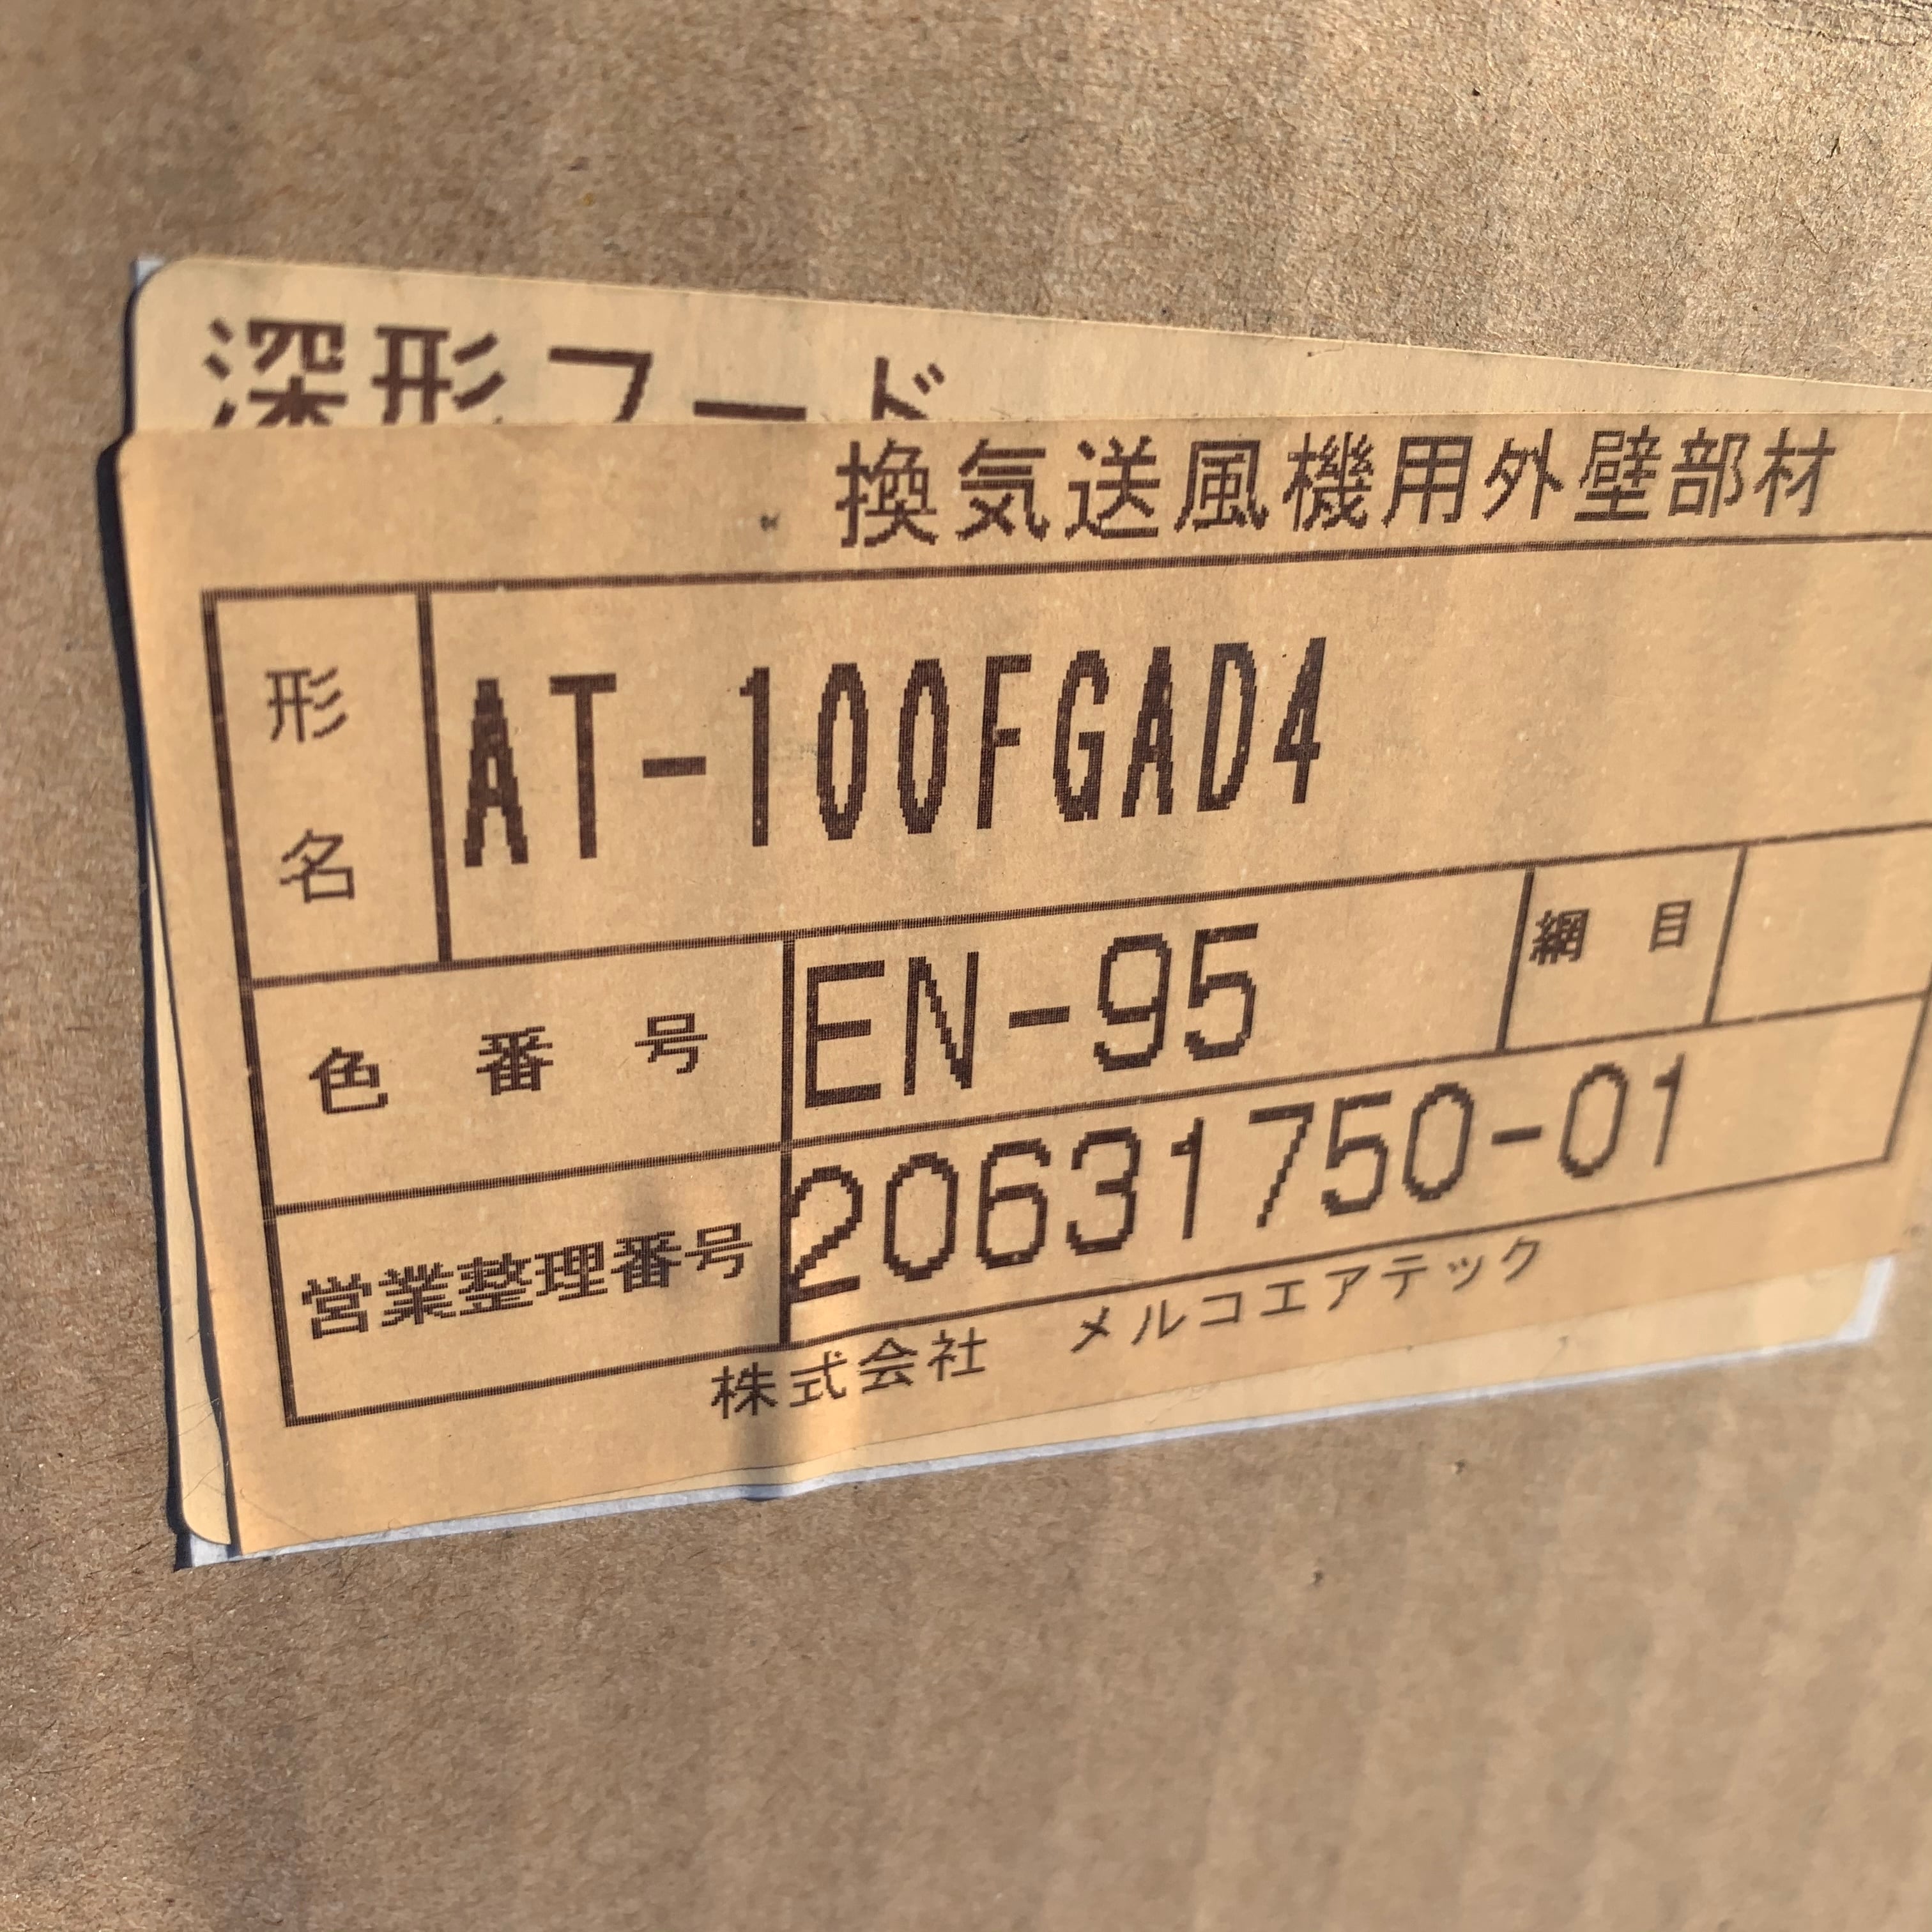 深形フード
換気送風機用外壁部材
形名 AT-100FGAD4
色番号 EN-95 網目
営業整理番号 20631750-01
株式会社 メルコエアテック